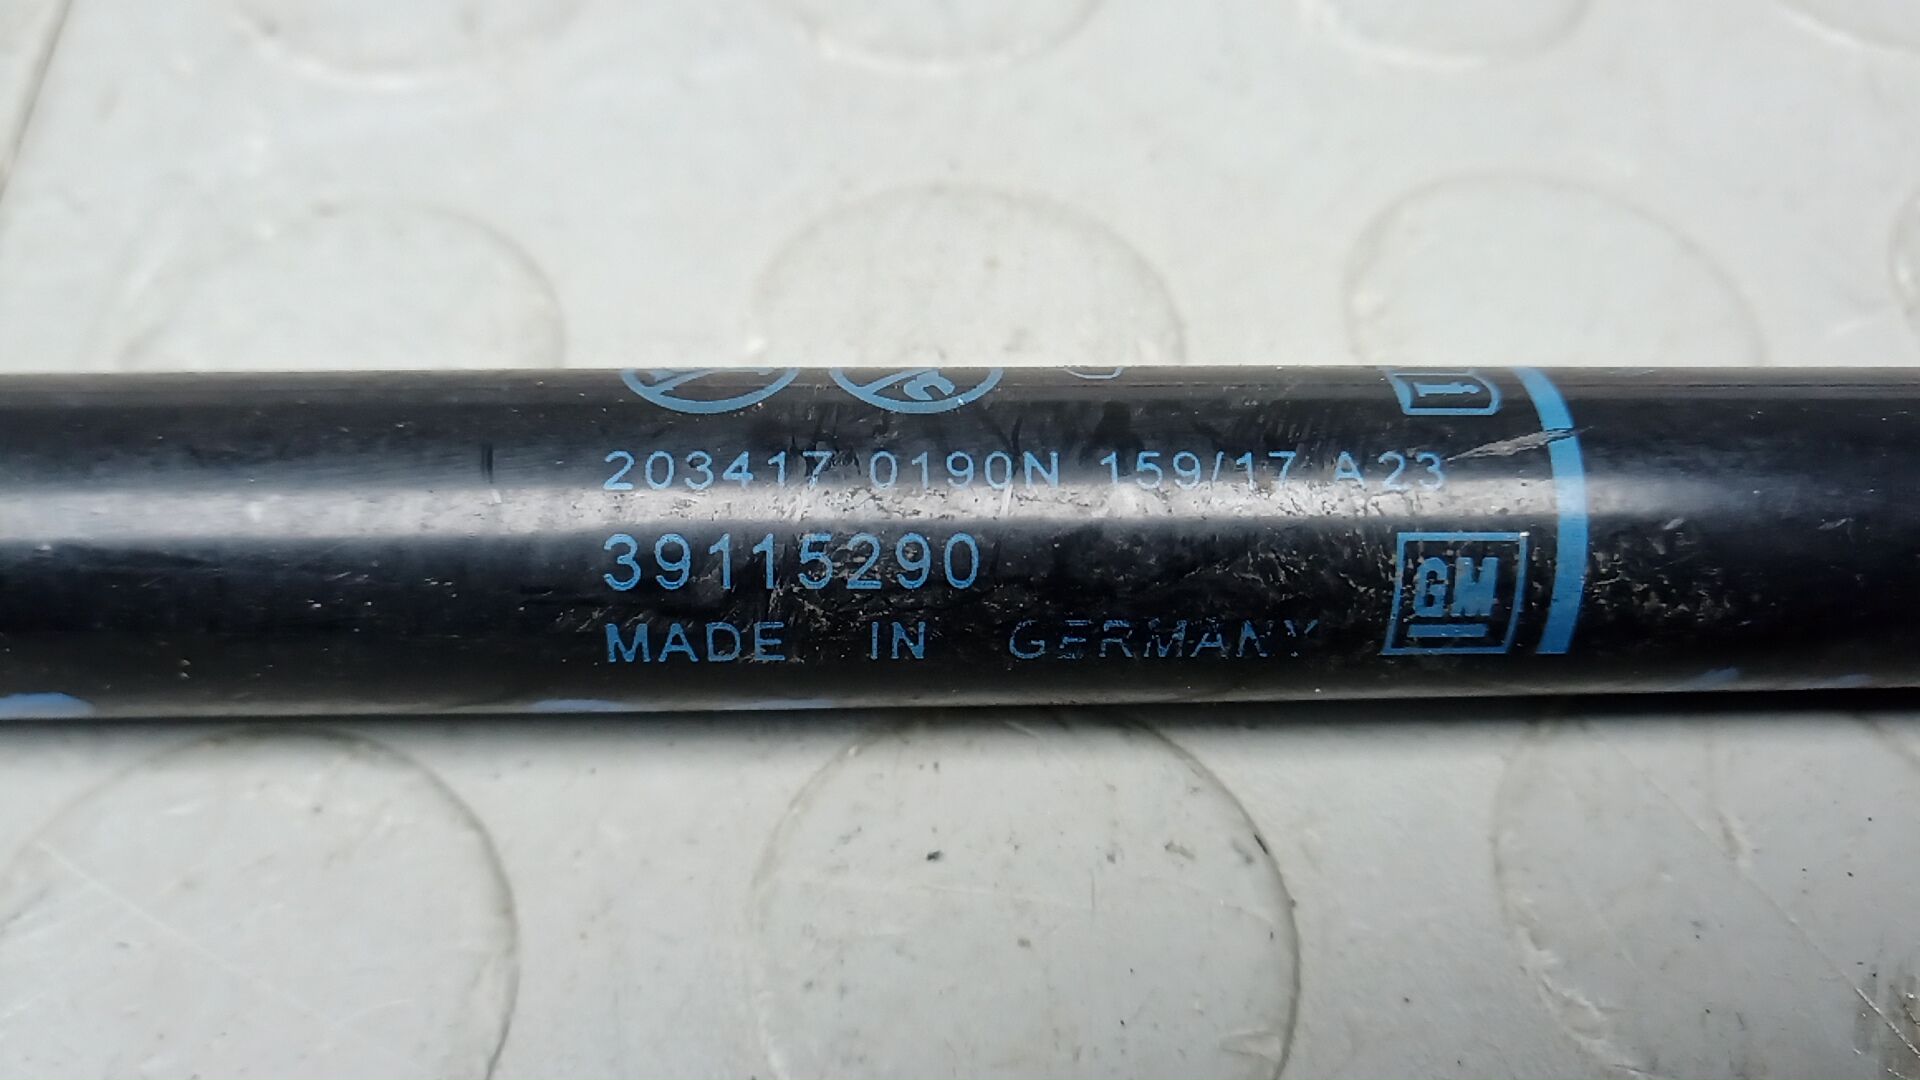 203417 0190N 159/17 A23
39115290
MADE IN GERMANY
GM